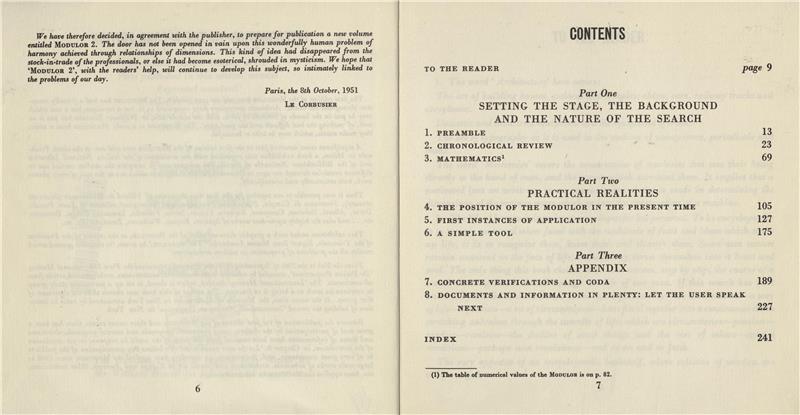 We have therefore decided, in agreement with the publisher, to prepare for publication a new volume
entitled MODULOR 2. The door has not been opened in vain upon this wonderfully human problem of
harmony achieved through relationships of dimensions. This kind of idea had disappeared from the
stock-in-trade of the professionals, or else it had become esoterical, shrouded in mysticism. We hope that
'MODULOR 2', with the readers' help, will continue to develop this subject, so intimately linked to
the problems of our day.
Paris, the 8th October, 1951
LE CORBUSIER
6
CONTENTS
TO THE READER page 9
Part One
SETTING THE STAGE, THE BACKGROUND
AND THE NATURE OF THE SEARCH
1. PREAMBLE 13
2. CHRONOLOGICAL REVIEW 23
3. MATHEMATICS¹ 69
Part Two
PRACTICAL REALITIES
4. THE POSITION OF THE MODULOR IN THE PRESENT TIME 105
5. FIRST INSTANCES OF APPLICATION 127
6. A SIMPLE TOOL 175
Part Three
APPENDIX
7. CONCRETE VERIFICATIONS AND CODA 189
8. DOCUMENTS AND INFORMATION IN PLENTY: LET THE USER SPEAK
NEXT 227
INDEX 241
(1) The table of numerical values of the MODULOR is on p. 82.
7